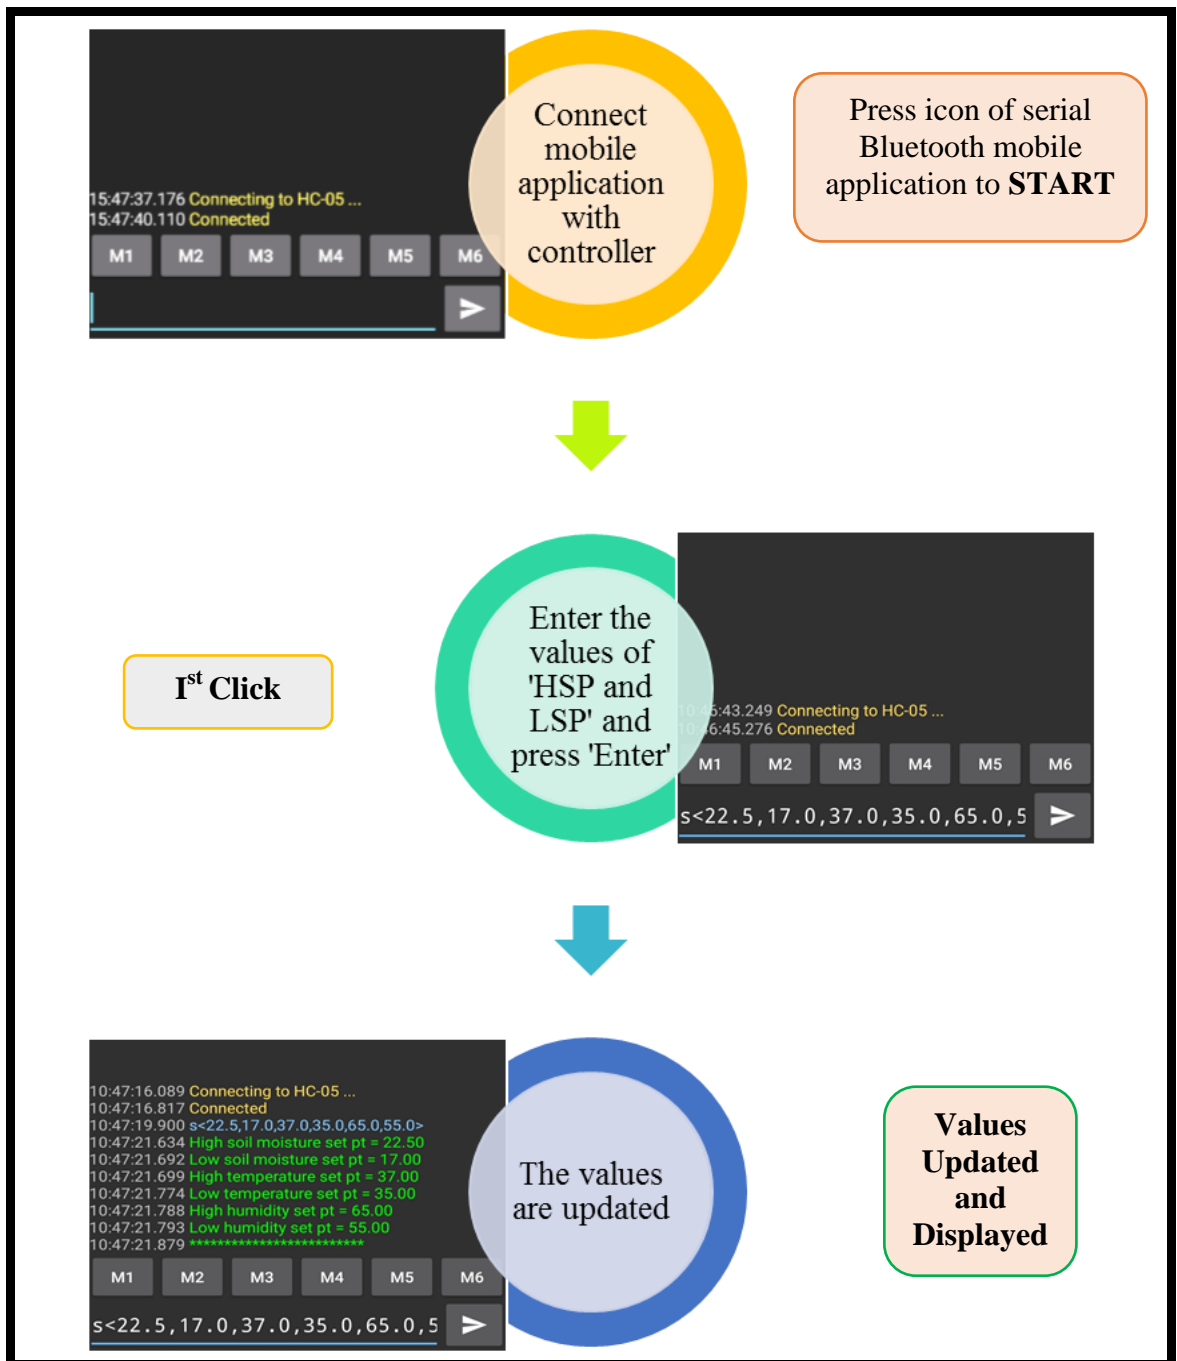 15:47:37.176 Connecting to HC-05 ...
15:47:40.110 Connected
M1 M2 M3 M4 M5 M6
Connect
mobile
application
with
controller
Press icon of serial
Bluetooth mobile
application to START
Ist Click
Enter the
values of
'HSP and
LSP' and
press 'Enter'
10:46:43.249 Connecting to HC-05 ...
10:46:45.276 Connected
M1 M2 M3 M4 M5 M6
s<22.5,17.0,37.0,35.0,65.0,5
10:47:16.089 Connecting to HC-05 ...
10:47:16.817 Connected
10:47:19.900 s<22.5,17.0,37.0,35.0,65.0,55.0>
10:47:21.634 High soil moisture set pt = 22.50
10:47:21.692 Low soil moisture set pt = 17.00
10:47:21.699 High temperature set pt = 37.00
10:47:21.774 Low temperature set pt = 35.00
10:47:21.788 High humidity set pt = 65.00
10:47:21.793 Low humidity set pt = 55.00
10:47:21.879 *************************
M1 M2 M3 M4 M5 M6
s<22.5,17.0,37.0,35.0,65.0,5
The values
are updated
Values
Updated
and
Displayed